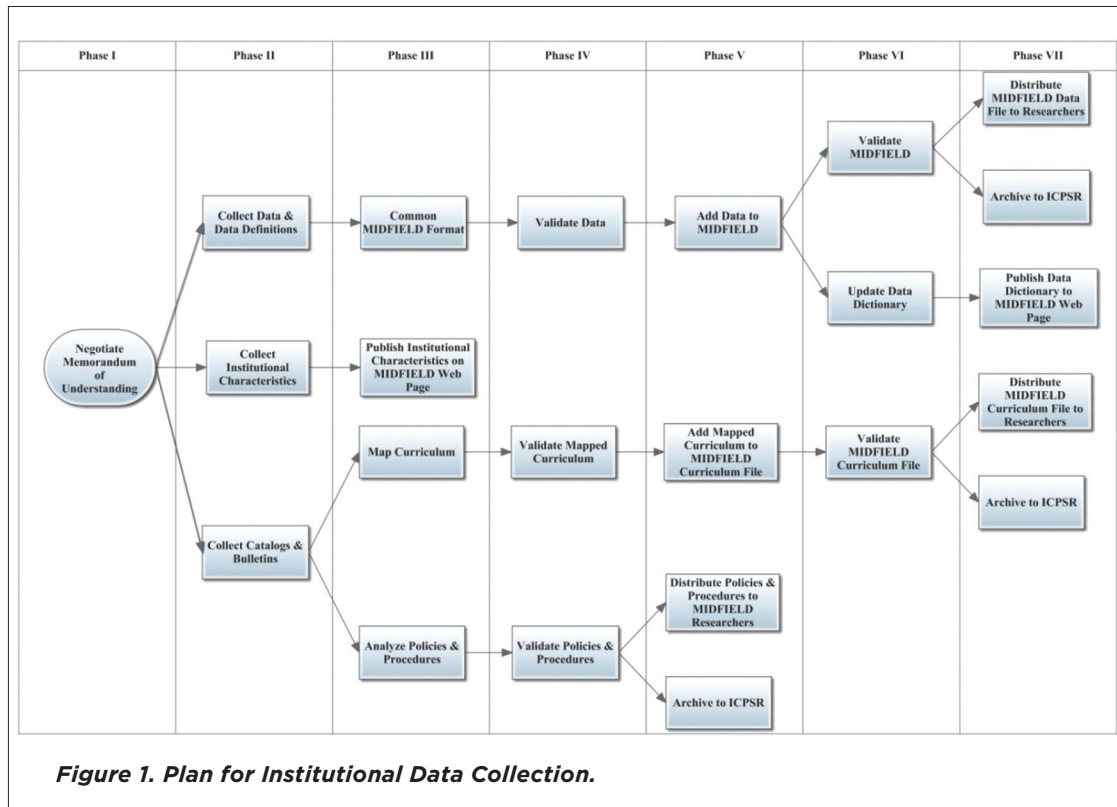 Phase I
Phase II
Phase III
Phase IV
Phase V
Phase VI
Phase VII
Negotiate
Memorandum
of
Understanding
Collect Data &
Data Definitions
Collect
Institutional
Characteristics
Collect Catalogs &
Bulletins
Common
MIDFIELD Format
Publish Institutional
Characteristics on
MIDFIELD Web
Page
Map Curriculum
Analyze Policies &
Procedures
Validate Data
Validate Mapped
Curriculum
Validate Policies &
Procedures
Add Data to
MIDFIELD
Add Mapped
Curriculum to
MIDFIELD
Curriculum File
Distribute Policies &
Procedures to
MIDFIELD
Researchers
Archive to ICPSR
Validate
MIDFIELD
Update Data
Dictionary
Validate
MIDFIELD
Curriculum File
Distribute
MIDFIELD Data
File to Researchers
Archive to ICPSR
Publish Data
Dictionary to
MIDFIELD Web
Page
Distribute
MIDFIELD
Curriculum File to
Researchers
Archive to ICPSR
Figure 1. Plan for Institutional Data Collection.